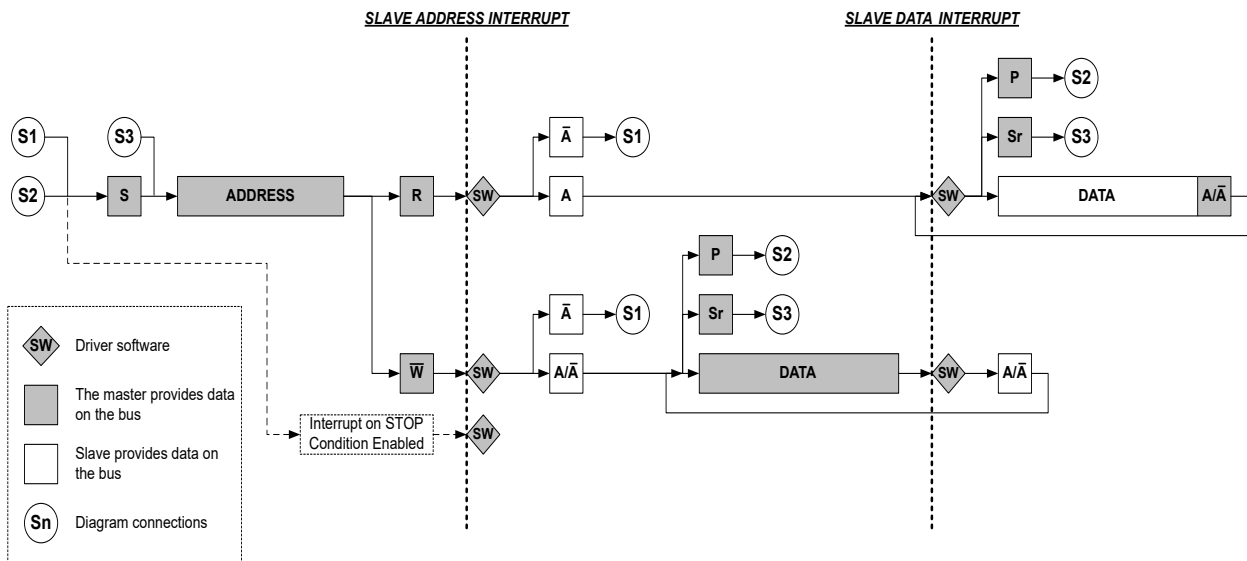 SLAVE ADDRESS INTERRUPT
SLAVE DATA INTERRUPT
P
S2
S1
S3
A̅
S1
Sr
S3
S2
S
ADDRESS
R
SW
A
SW
DATA
A/A̅
P
S2
A̅
S1
Sr
S3
W̅
SW
A/A̅
DATA
SW
A/A̅
Interrupt on STOP
Condition Enabled
SW
SW
Driver software
The master provides data
on the bus
Slave provides data on
the bus
Sn
Diagram connections